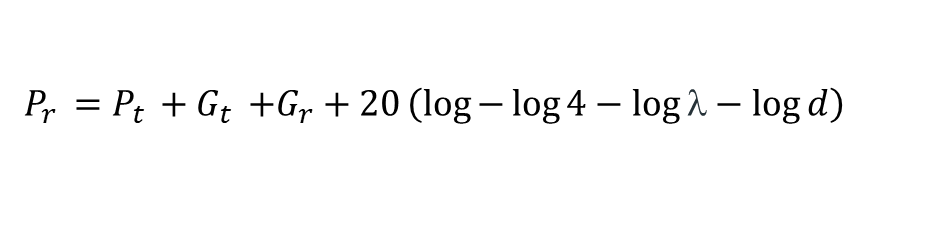 P_r = P_t + G_t +G_r + 20 (log − log 4 − log λ − log d)